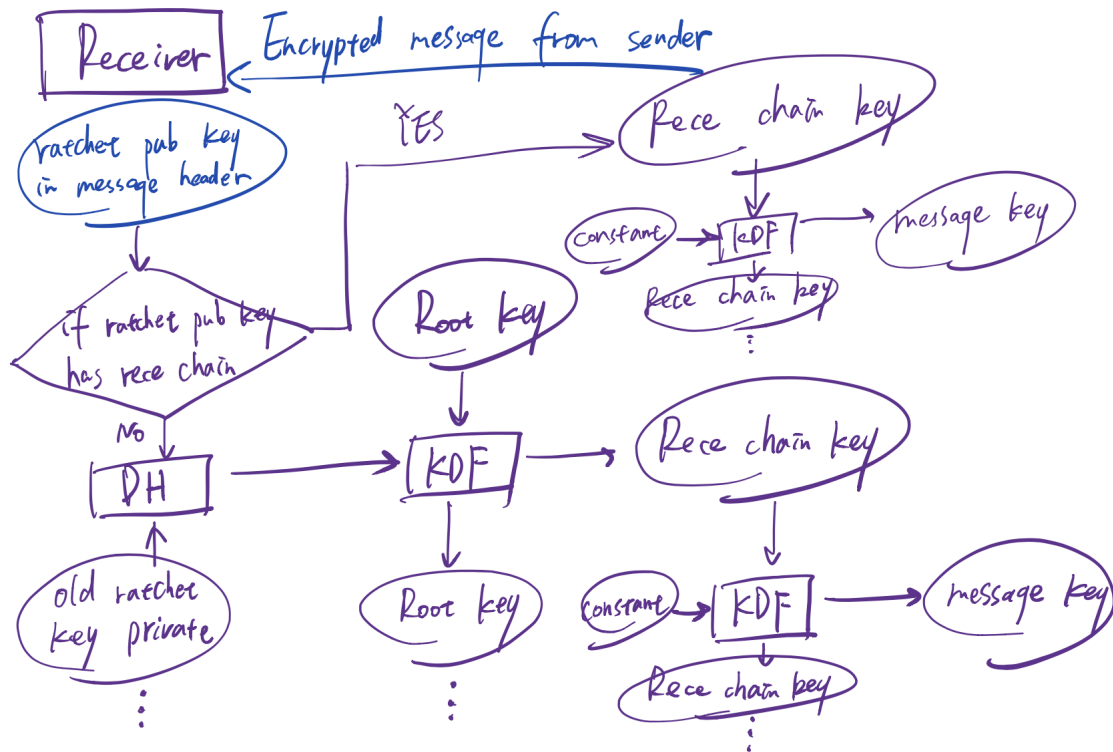 Receiver
Encrypted message from sender
ratchet pub key
in message header
YES
Rece chain key
constant
KDF
message key
Rece chain key
if ratchet pub key
has rece chain
Root key
No
DH
KDF
Rece chain key
old ratchet
key private
Root key
constant
KDF
message key
Rece chain key